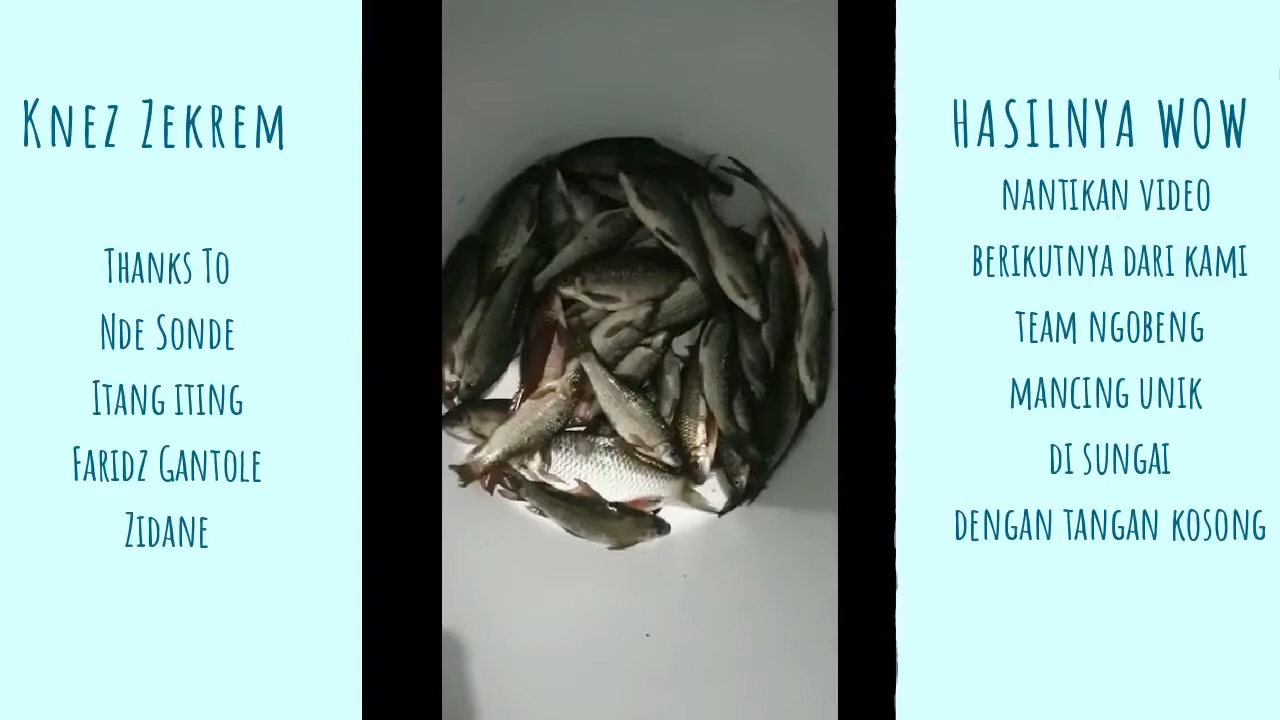 Knez Zekrem
Thanks To
Nde Sonde
Itang iting
Faridz Gantole
Zidane
HASILNYA WOW
NANTIKAN VIDEO
BERIKUTNYA DARI KAMI
TEAM NGOBENG
MANCING UNIK
DI SUNGAI
DENGAN TANGAN KOSONG